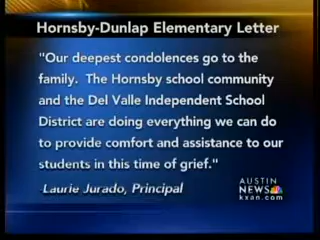 Hornsby-Dunlap Elementary Letter
"Our deepest condolences go to the
family. The Hornsby school community
and the Del Valle Independent School
District are doing everything we can do
to provide comfort and assistance to our
students in this time of grief."
-Laurie Jurado, Principal
AUSTIN
NEWS
kxan.com